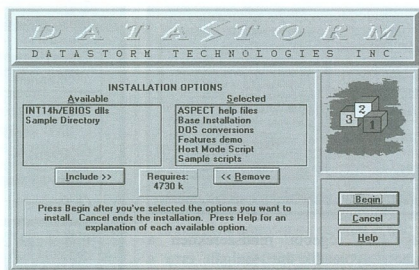 DATASTORM
DATASTORM TECHNOLOGIES INC
INSTALLATION OPTIONS
Available
INT14h/EBIOS dlls
Sample Directory
Selected
ASPECT help files
Base Installation
DOS conversions
Features demo
Host Mode Script
Sample scripts
Include >>
Requires:
4730 k
<< Remove
Press Begin after you've selected the options you want to
install. Cancel ends the installation. Press Help for an
explanation of each available option.
3
2
1
Begin
Cancel
Help